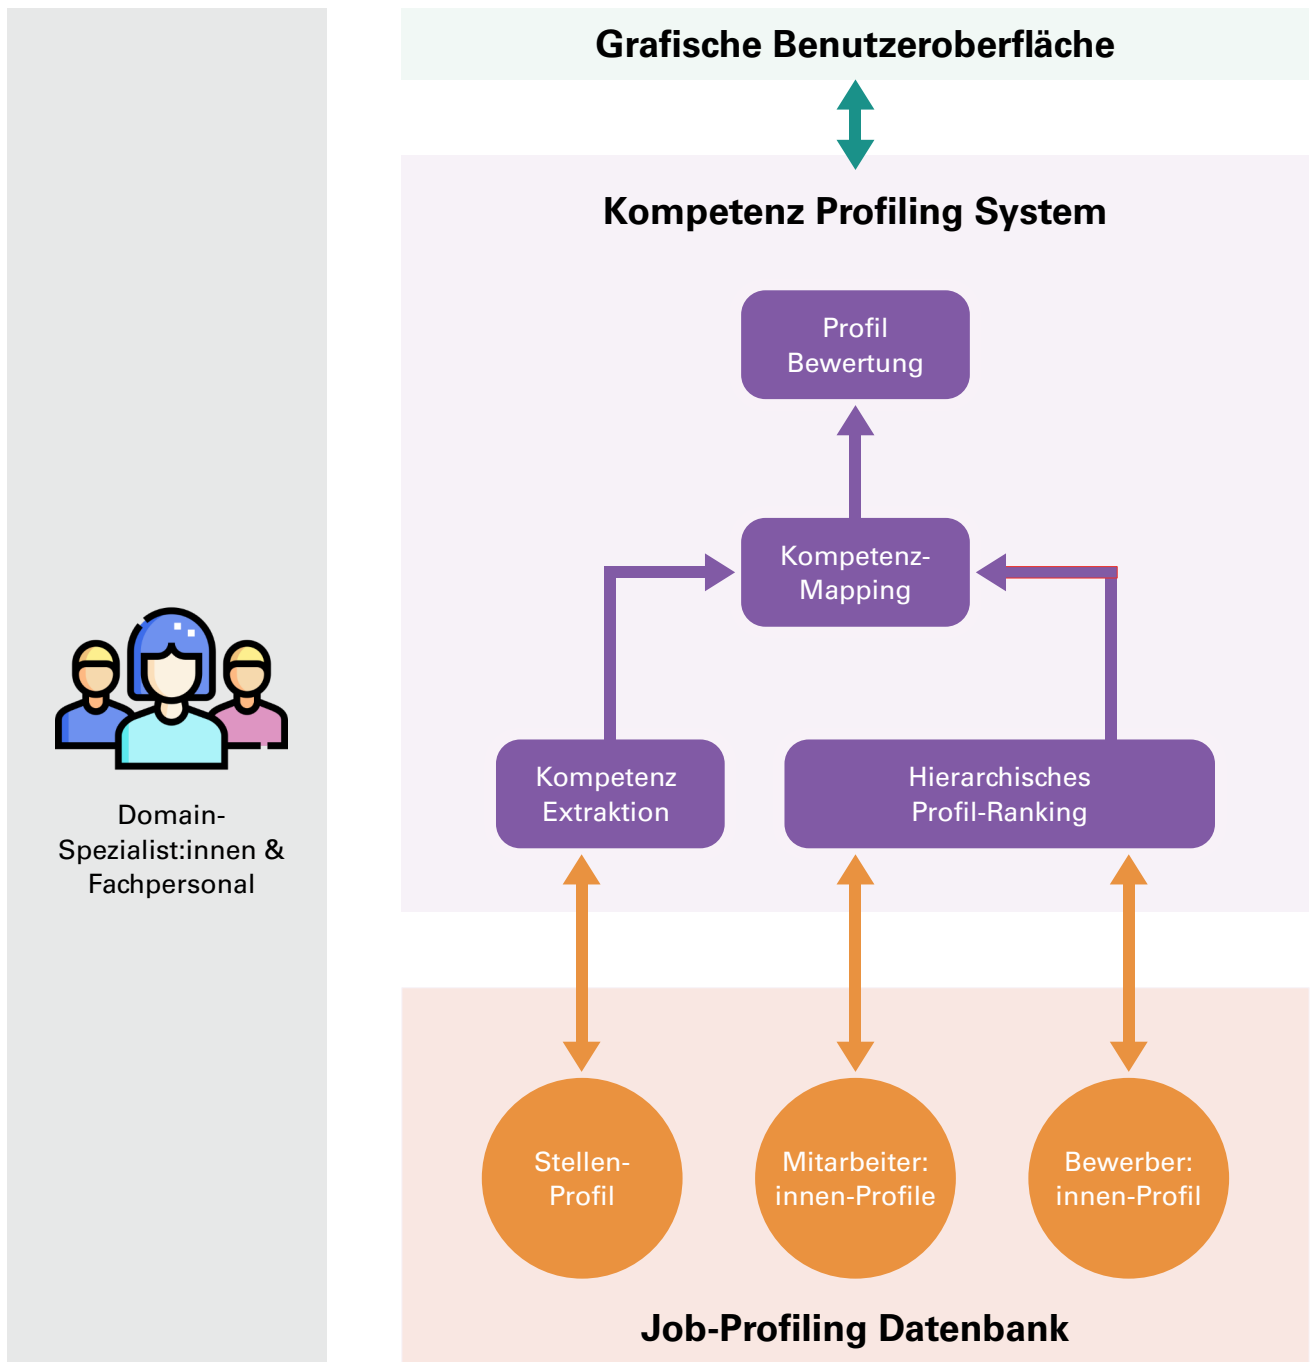 Grafische Benutzeroberfläche
Kompetenz Profiling System
Profil
Bewertung
Kompetenz-
Mapping
Kompetenz
Extraktion
Hierarchisches
Profil-Ranking
Domain-
Spezialist:innen &
Fachpersonal
Stellen-
Profil
Mitarbeiter:
innen-Profile
Bewerber:
innen-Profil
Job-Profiling Datenbank